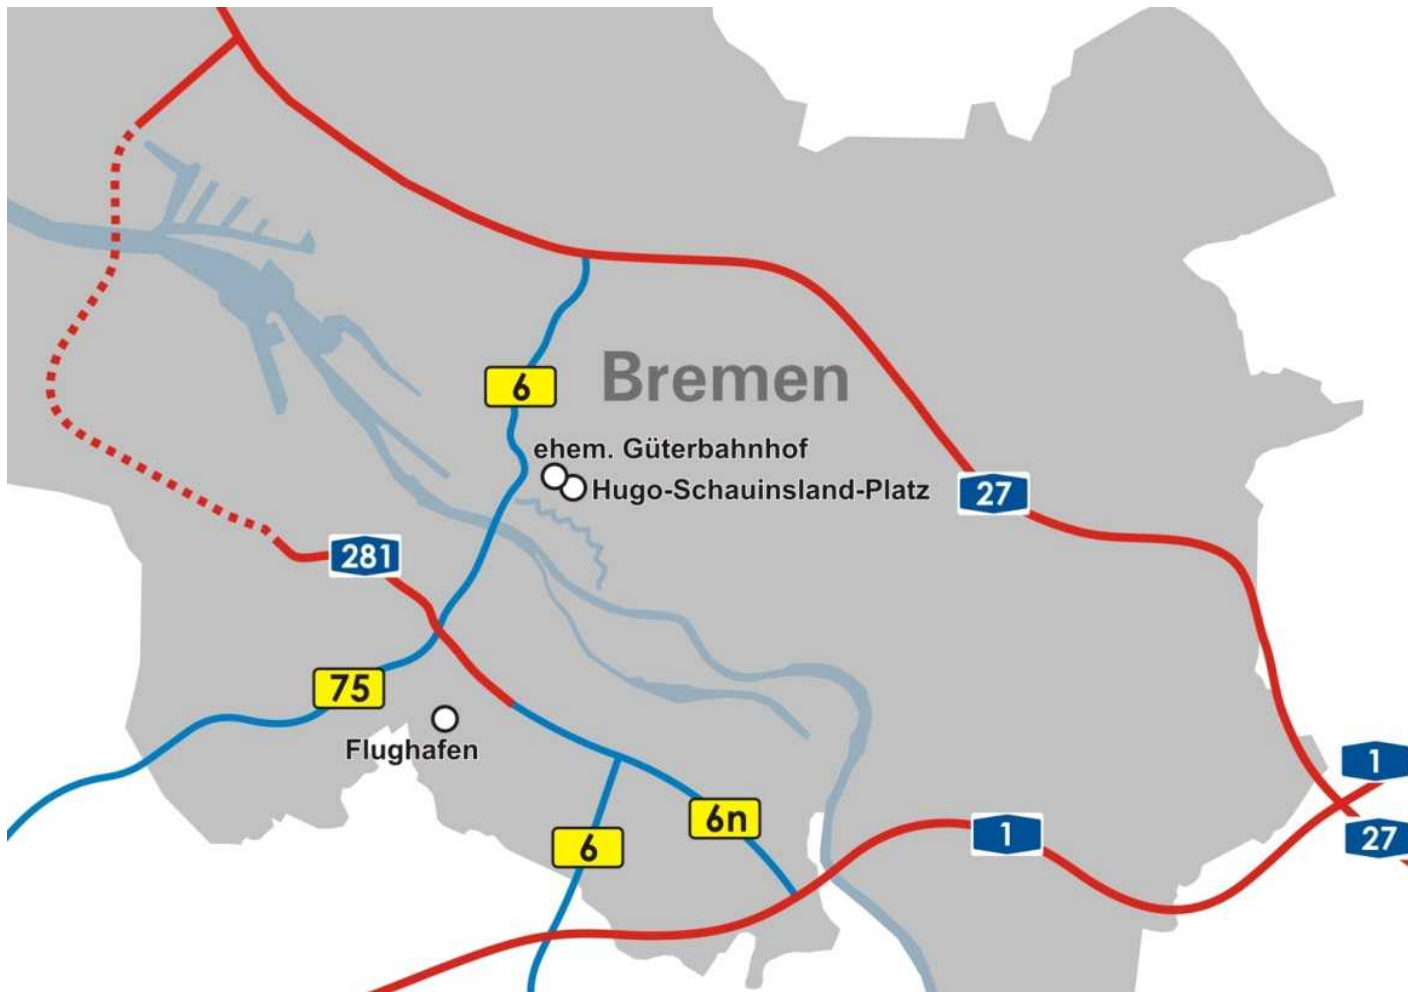 Bremen
6
ehem. Güterbahnhof
Hugo-Schauinsland-Platz
27
281
75
Flughafen
1
6n
1
6
27